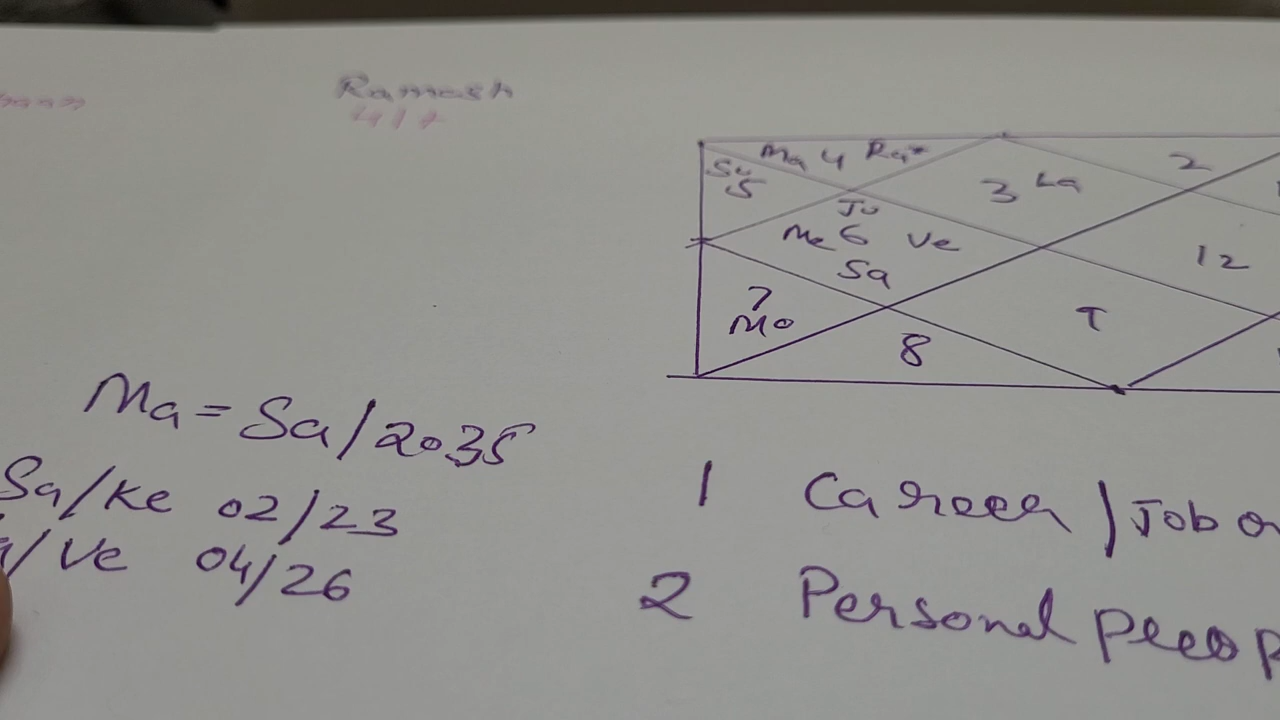 Ramesh
Ma 4 Ra
2
Su
5
3 La
Ju
Me 6 Ve
12
Sa
7
Mo
8
Ma = Sa/2035
1 Career/Job o
Sa/Ke 02/23
/Ve 04/26
2 Personal